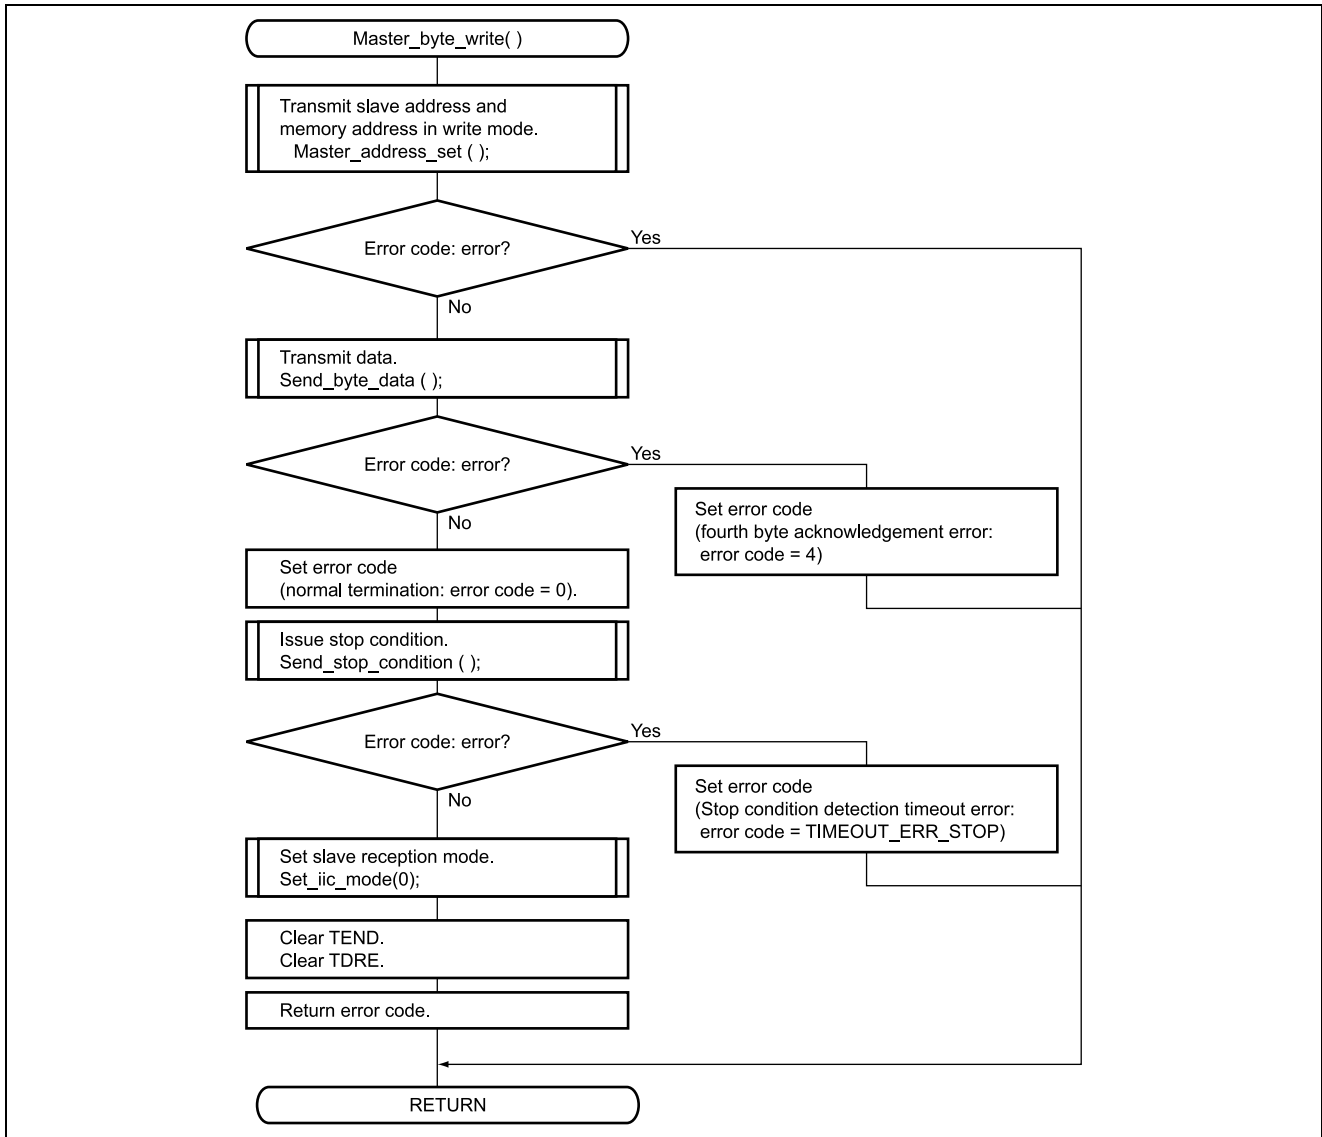 Master_byte_write( )
Transmit slave address and
memory address in write mode.
Master_address_set ( );
Error code: error?
Yes
No
Transmit data.
Send_byte_data ( );
Error code: error?
Yes
No
Set error code
(fourth byte acknowledgement error:
error code = 4)
Set error code
(normal termination: error code = 0).
Issue stop condition.
Send_stop_condition ( );
Error code: error?
Yes
No
Set error code
(Stop condition detection timeout error:
error code = TIMEOUT_ERR_STOP)
Set slave reception mode.
Set_iic_mode(0);
Clear TEND.
Clear TDRE.
Return error code.
RETURN